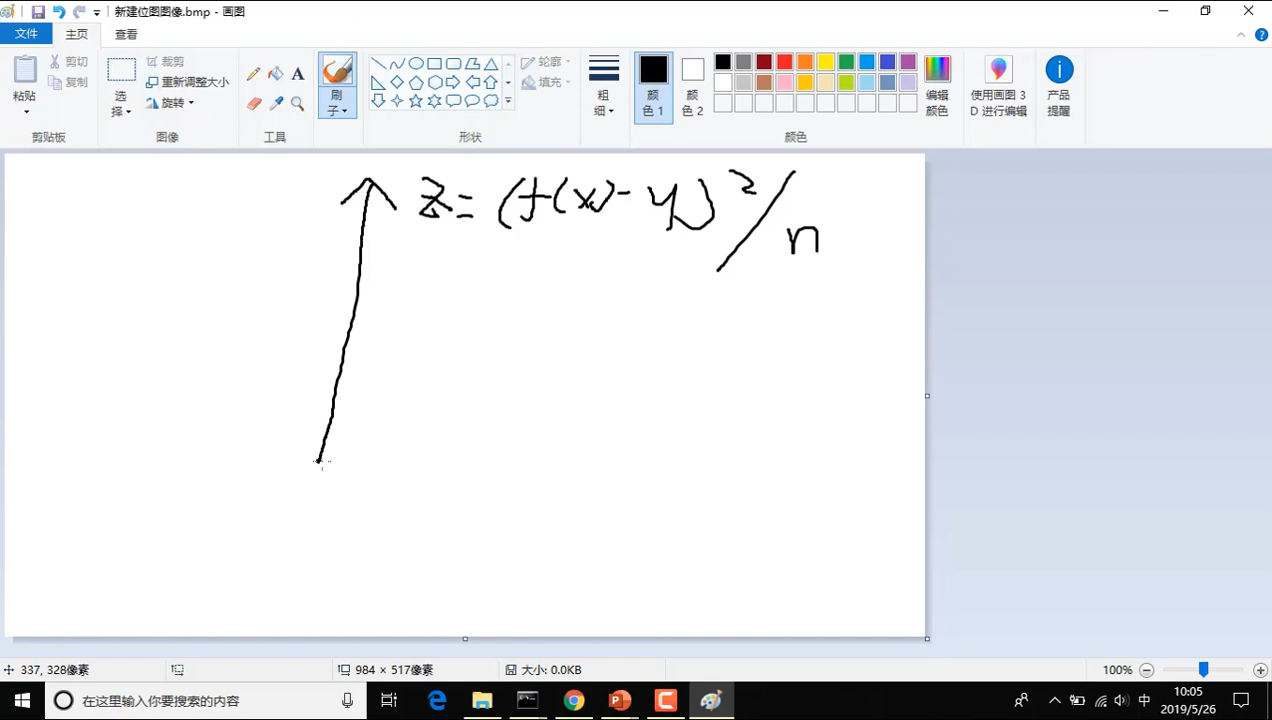 新建位图图像.bmp - 画图
文件 主页 查看
粘贴
剪切
复制
剪贴板
选择
裁剪
重新调整大小
旋转
图像
A
工具
刷子
形状
轮廓
填充
粗细
颜色 1
颜色 2
颜色
编辑颜色
使用画图 3D 进行编辑
产品提醒
z = (f(x) - y)²/n
337, 328像素
984 × 517像素
大小: 0.0KB
100%
在这里输入你要搜索的内容
中
10:05
2019/5/26